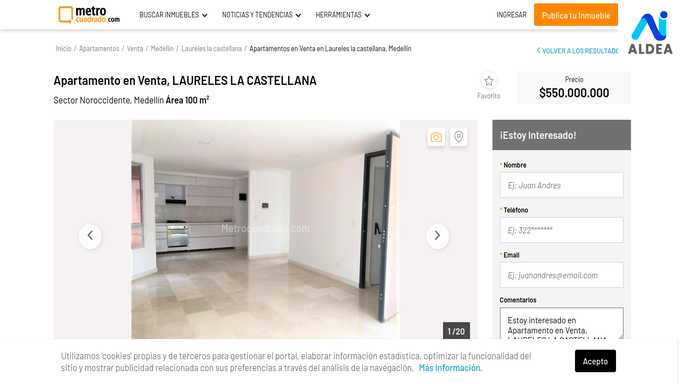 metro
cuadrado.com
BUSCAR INMUEBLES
NOTICIAS Y TENDENCIAS
HERRAMIENTAS
INGRESAR
Publica tu Inmueble
ALDEA
Inicio / Apartamentos / Venta / Medellín / Laureles la castellana / Apartamentos en Venta en Laureles la castellana, Medellín
VOLVER A LOS RESULTAD
Apartamento en Venta, LAURELES LA CASTELLANA
Sector Noroccidente, Medellín Área 100 m²
Favorito
Precio
$550.000.000
Metrocuadrado.com
1 / 20
¡Estoy Interesado!
* Nombre
Ej: Juan Andres
* Teléfono
Ej: 322*******
* Email
Ej: juanandres@email.com
Comentarios
Estoy interesado en
Apartamento en Venta,
LAURELES LA CASTELLANA
Utilizamos 'cookies' propias y de terceros para gestionar el portal, elaborar información estadística, optimizar la funcionalidad del
sitio y mostrar publicidad relacionada con sus preferencias a través del análisis de la navegación. Más información.
Acepto